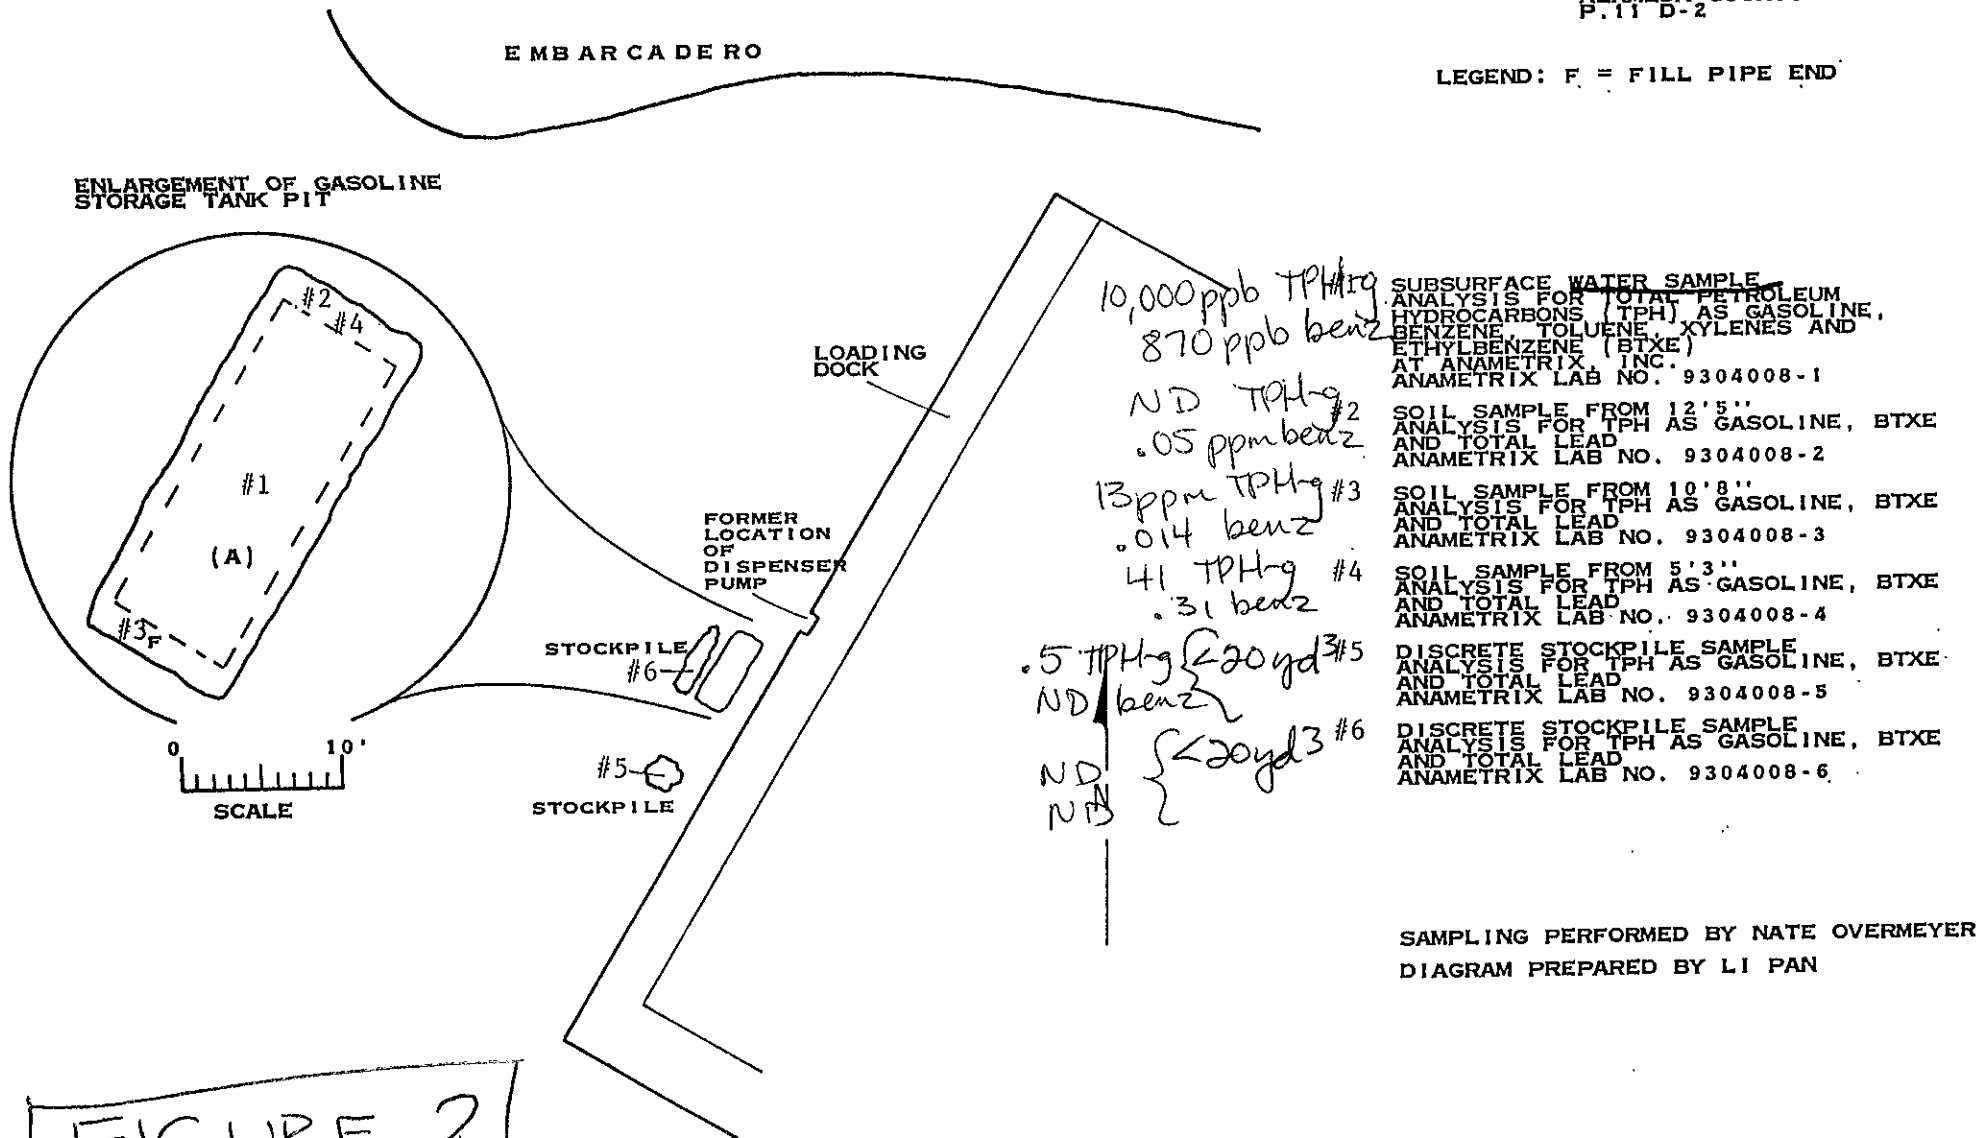 P.11 D-2
EMBARCADERO
LEGEND: F = FILL PIPE END
ENLARGEMENT OF GASOLINE
STORAGE TANK PIT
#2
#4
#1
(A)
#3
F
0 10'
SCALE
LOADING
DOCK
FORMER
LOCATION
OF
DISPENSER
PUMP
STOCKPILE
#6
#5
STOCKPILE
10,000 ppb
870 ppb benz
SUBSURFACE WATER SAMPLE
ANALYSIS FOR TOTAL PETROLEUM
HYDROCARBONS (TPH) AS GASOLINE,
BENZENE, TOLUENE, XYLENES AND
ETHYLBENZENE (BTXE)
AT ANAMETRIX, INC.
ANAMETRIX LAB NO. 9304008-1
ND TPH-g
.05 ppm benz
#2 SOIL SAMPLE FROM 12'5''
ANALYSIS FOR TPH AS GASOLINE, BTXE
AND TOTAL LEAD
ANAMETRIX LAB NO. 9304008-2
13 ppm TPH-g
.014 benz
#3 SOIL SAMPLE FROM 10'8''
ANALYSIS FOR TPH AS GASOLINE, BTXE
AND TOTAL LEAD
ANAMETRIX LAB NO. 9304008-3
41 TPH-g
.31 benz
#4 SOIL SAMPLE FROM 5'3''
ANALYSIS FOR TPH AS GASOLINE, BTXE
AND TOTAL LEAD
ANAMETRIX LAB NO. 9304008-4
.5 TPH-g {<20yd3
ND benz
#5 DISCRETE STOCKPILE SAMPLE
ANALYSIS FOR TPH AS GASOLINE, BTXE
AND TOTAL LEAD
ANAMETRIX LAB NO. 9304008-5
ND {<20yd3
ND
#6 DISCRETE STOCKPILE SAMPLE
ANALYSIS FOR TPH AS GASOLINE, BTXE
AND TOTAL LEAD
ANAMETRIX LAB NO. 9304008-6
SAMPLING PERFORMED BY NATE OVERMEYER
DIAGRAM PREPARED BY LI PAN
FIGURE 2